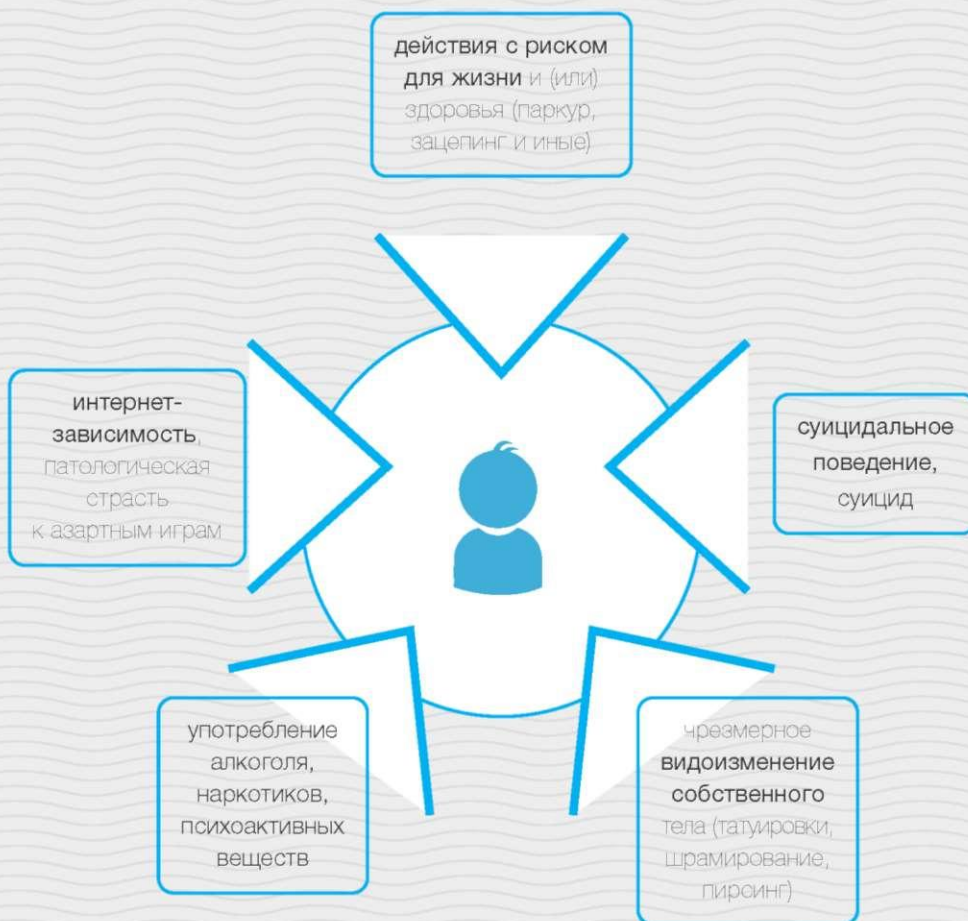 действия с риском
для жизни и (или)
здоровья (паркур,
зацепинг и иные)
интернет-
зависимость,
патологическая
страсть
к азартным играм
суицидальное
поведение,
суицид
употребление
алкоголя,
наркотиков,
психоактивных
веществ
чрезмерное
видоизменение
собственного
тела (татуировки,
шрамирование,
пирсинг)